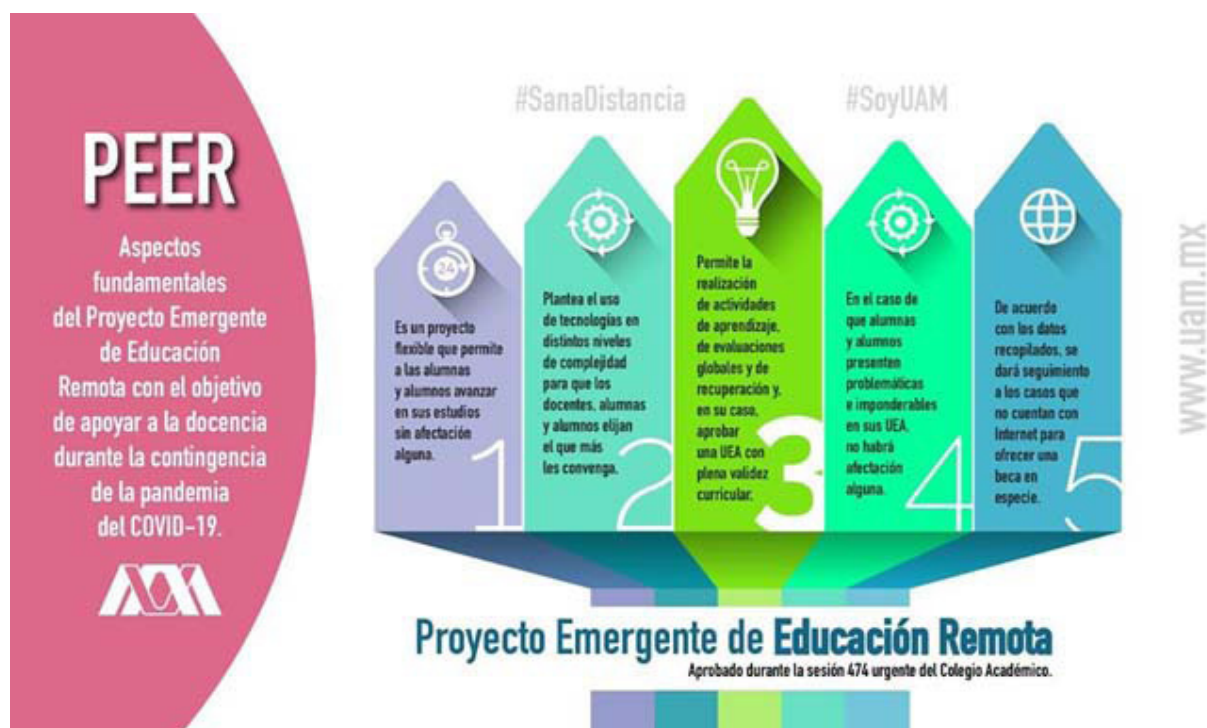 PEER
Aspectos
fundamentales
del Proyecto Emergente
de Educación
Remota con el objetivo
de apoyar a la docencia
durante la contingencia
de la pandemia
del COVID-19.
#SanaDistancia
#SoyUAM
24
Es un proyecto
flexible que permite
a las alumnas
y alumnos avanzar
en sus estudios
sin afectación
alguna.
1
Plantea el uso
de tecnologías en
distintos niveles
de complejidad
para que los
docentes, alumnas
y alumnos elijan
el que más
les convenga.
2
Permite la
realización
de actividades
de aprendizaje,
de evaluaciones
globales y de
recuperación y,
en su caso,
aprobar
una UEA con
plena validez
curricular.
3
En el caso de
que alumnas
y alumnos
presenten
problemáticas
e imponderables
en sus UEA,
no habrá
afectación
alguna.
4
De acuerdo
con los datos
recopilados, se
dará seguimiento
a los casos que
no cuentan con
Internet para
ofrecer una
beca en
especie.
5
Proyecto Emergente de Educación Remota
Aprobado durante la sesión 474 urgente del Colegio Académico.
www.uam.mx